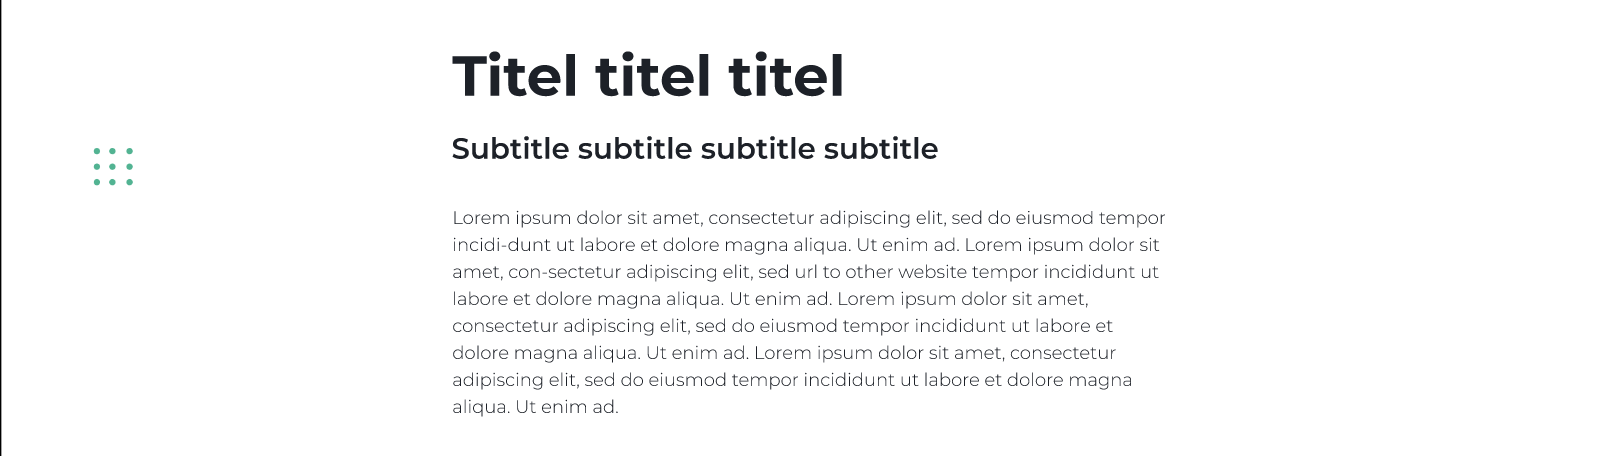 Titel titel titel
Subtitle subtitle subtitle subtitle
Lorem ipsum dolor sit amet, consectetur adipiscing elit, sed do eiusmod tempor
incidi-dunt ut labore et dolore magna aliqua. Ut enim ad. Lorem ipsum dolor sit
amet, con-sectetur adipiscing elit, sed url to other website tempor incididunt ut
labore et dolore magna aliqua. Ut enim ad. Lorem ipsum dolor sit amet,
consectetur adipiscing elit, sed do eiusmod tempor incididunt ut labore et
dolore magna aliqua. Ut enim ad. Lorem ipsum dolor sit amet, consectetur
adipiscing elit, sed do eiusmod tempor incididunt ut labore et dolore magna
aliqua. Ut enim ad.